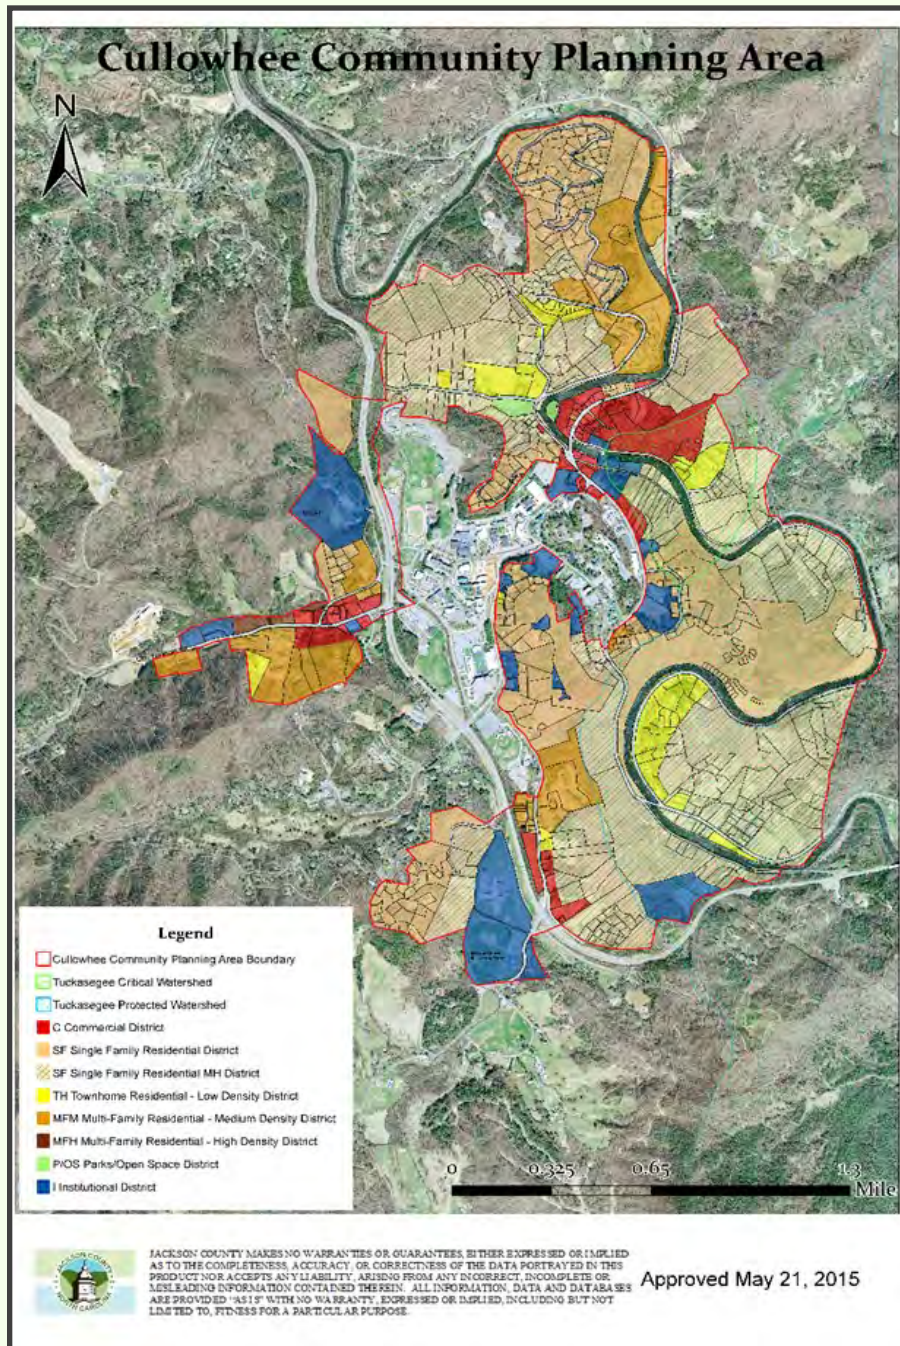 Cullowhee Community Planning Area
N
Legend
Cullowhee Community Planning Area Boundary
Tuckasegee Critical Watershed
Tuckasegee Protected Watershed
C Commercial District
SF Single Family Residential District
SF Single Family Residential MH District
TH Townhome Residential - Low Density District
MFM Multi-Family Residential - Medium Density District
MFH Multi-Family Residential - High Density District
P/OS Parks/Open Space District
I Institutional District
0 0.325 0.65 1.3
Mile
JACKSON COUNTY
NORTH CAROLINA
JACKSON COUNTY MAKES NO WARRANTIES OR GUARANTEES, EITHER EXPRESSED OR IMPLIED
AS TO THE COMPLETENESS, ACCURACY, OR CORRECTNESS OF THE DATA PORTRAYED IN THIS
PRODUCT NOR ACCEPTS ANY LIABILITY, ARISING FROM ANY INCORRECT, INCOMPLETE OR
MISLEADING INFORMATION CONTAINED THEREIN. ALL INFORMATION, DATA AND DATABASES
ARE PROVIDED "AS IS" WITH NO WARRANTY, EXPRESSED OR IMPLIED, INCLUDING BUT NOT
LIMITED TO, FITNESS FOR A PARTICULAR PURPOSE.
Approved May 21, 2015